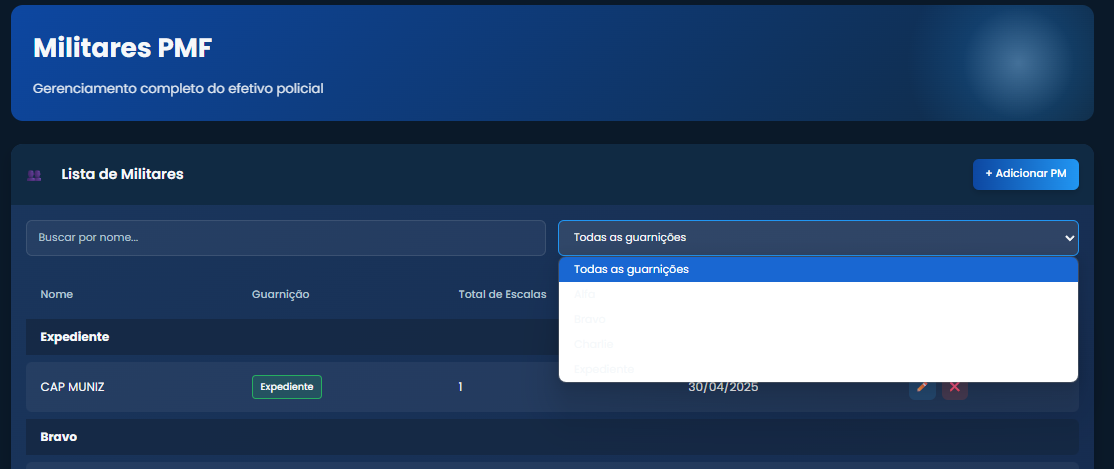 Militares PMF
Gerenciamento completo do efetivo policial
Lista de Militares
+ Adicionar PM
Buscar por nome...
Todas as guarnições
Todas as guarnições
Alfa
Bravo
Charlie
Expediente
Nome Guarnição Total de Escalas
Expediente
CAP MUNIZ Expediente 1 30/04/2025
Bravo